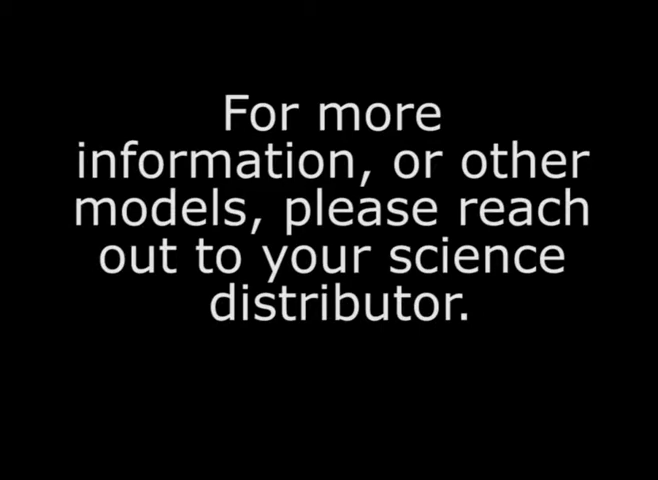 For more
information, or other
models, please reach
out to your science
distributor.